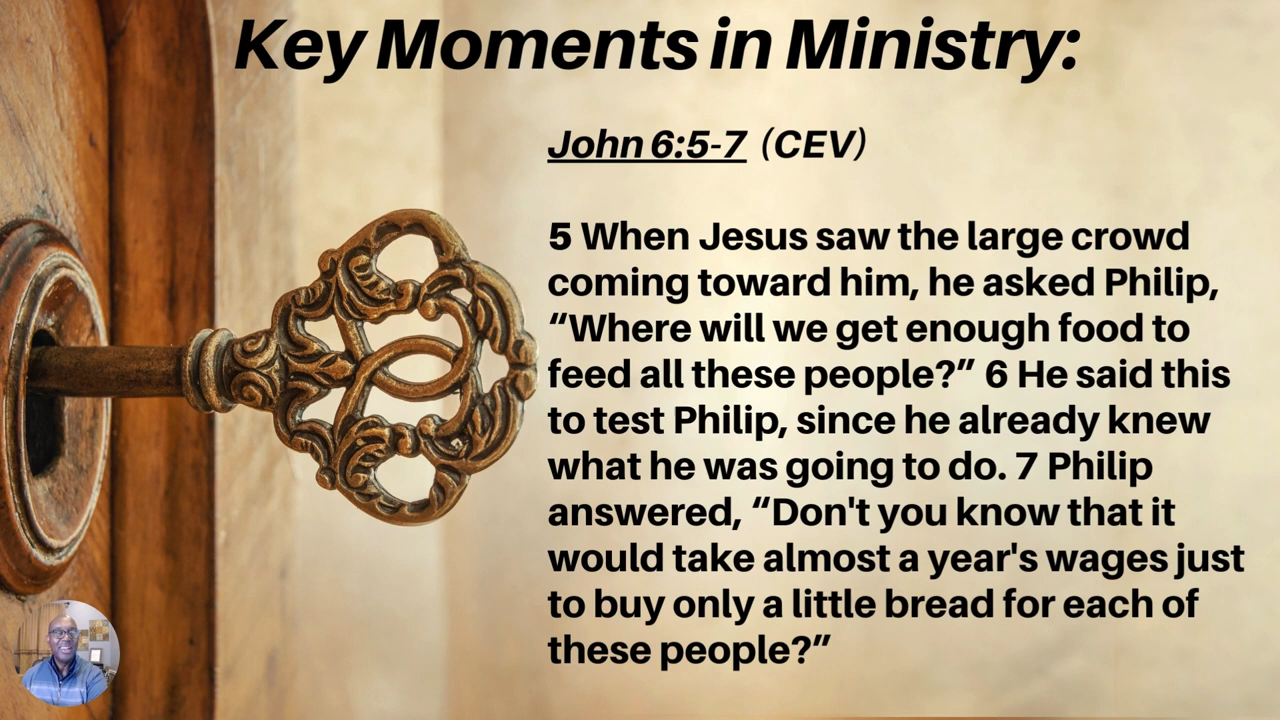 Key Moments in Ministry:
John 6:5-7 (CEV)
5 When Jesus saw the large crowd
coming toward him, he asked Philip,
“Where will we get enough food to
feed all these people?” 6 He said this
to test Philip, since he already knew
what he was going to do. 7 Philip
answered, “Don't you know that it
would take almost a year's wages just
to buy only a little bread for each of
these people?”